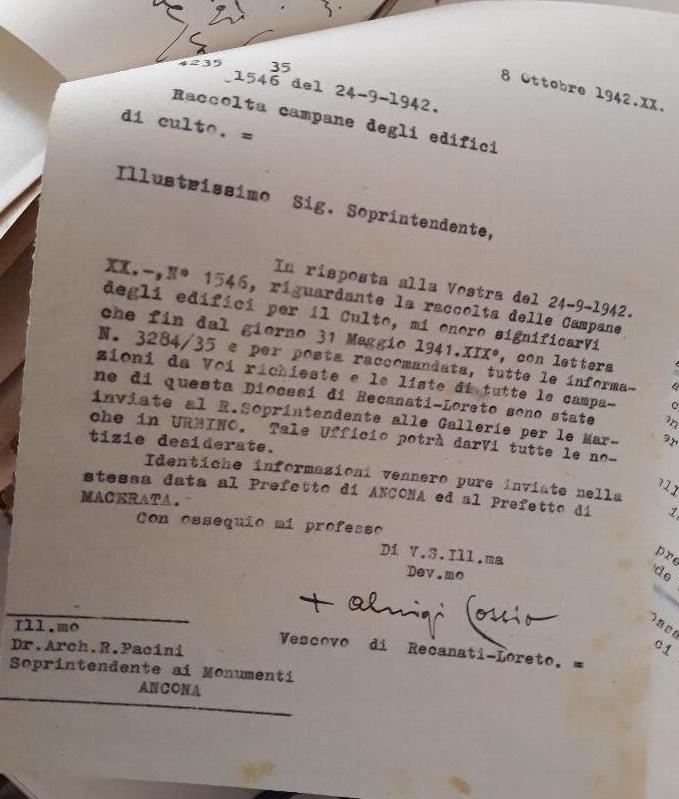 4235 35
1546 del 24-9-1942.
8 Ottobre 1942.XX.
Raccolta campane degli edifici
di culto. =
Illustrissimo Sig. Soprintendente,
In risposta alla Vostra del 24-9-1942.
XX.-,N° 1546, riguardante la raccolta delle Campane
degli edifici per il Culto, mi onoro significarVi
che fin dal giorno 31 Maggio 1941.XIX°, con lettera
N. 3284/35 e per posta raccomandata, tutte le informa-
zioni da Voi richieste e le liste di tutte le campa-
ne di questa Diocesi di Recanati-Loreto sono state
inviate al R.Soprintendente alle Gallerie per le Mar-
che in URBINO. Tale Ufficio potrà darVi tutte le no-
tizie desiderate.
Identiche informazioni vennero pure inviate nella
stessa data al Prefetto di ANCONA ed al Prefetto di
MACERATA.-
Con ossequio mi professo
Di V.S.Ill.ma
Dev.mo
+ Aluigi Cossio
Vescovo di Recanati-Loreto. =
Ill.mo
Dr.Arch.R.Pacini
Soprintendente ai Monumenti
ANCONA